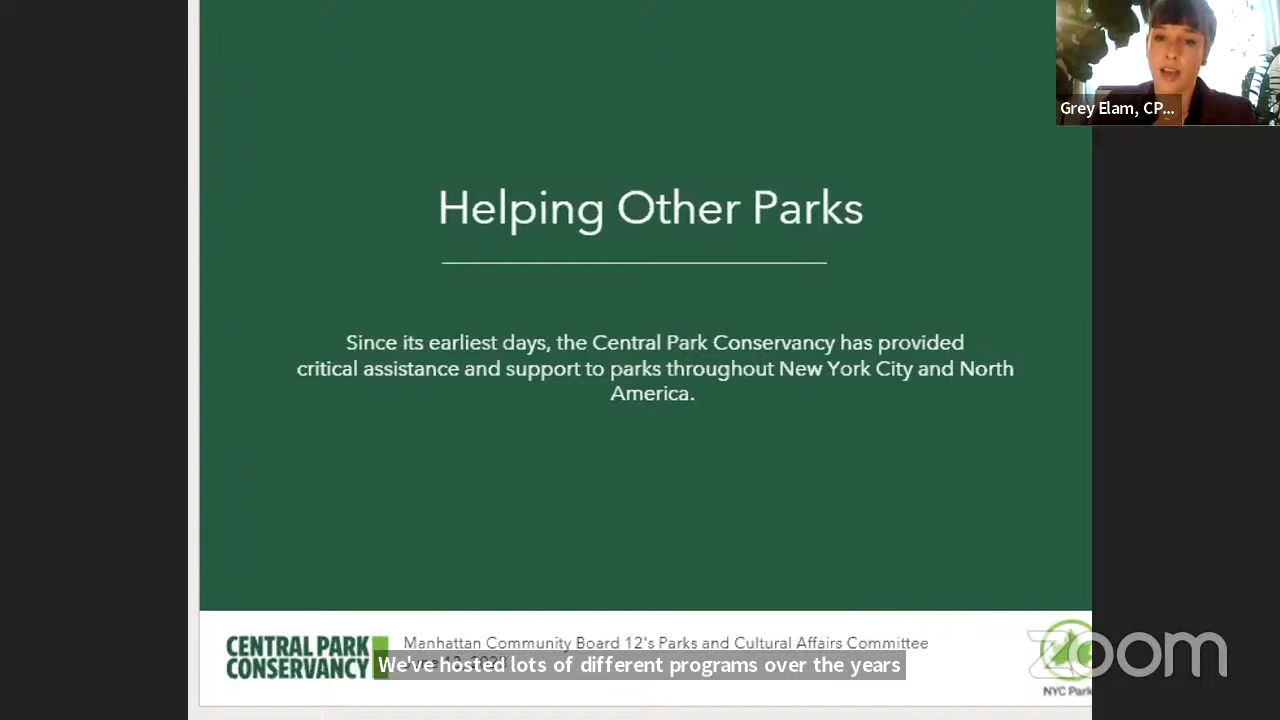 Grey Elam, CP...
Helping Other Parks
Since its earliest days, the Central Park Conservancy has provided
critical assistance and support to parks throughout New York City and North
America.
CENTRAL PARK
CONSERVANCY
Manhattan Community Board 12's Parks and Cultural Affairs Committee
We've hosted lots of different programs over the years
zoom
NYC Park